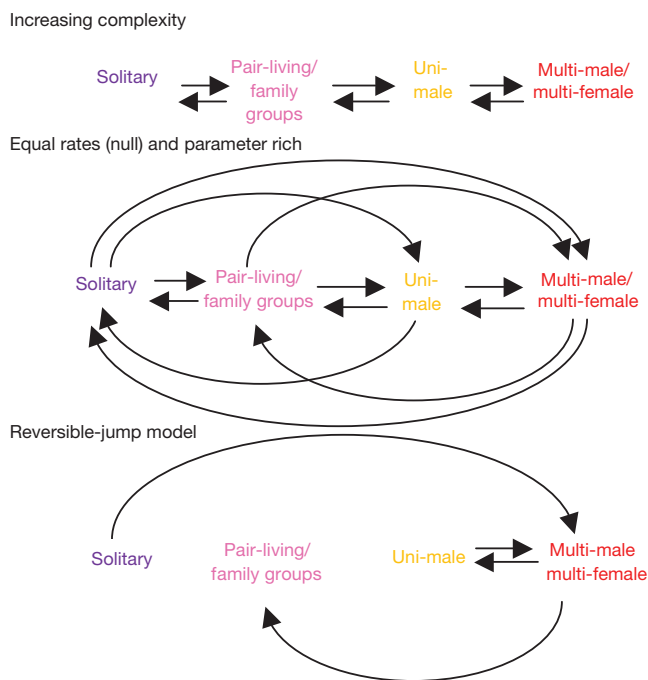 Increasing complexity
Solitary
Pair-living/
family
groups
Uni-
male
Multi-male/
multi-female
Equal rates (null) and parameter rich
Solitary
Pair-living/
family groups
Uni-
male
Multi-male/
multi-female
Reversible-jump model
Solitary
Pair-living/
family groups
Uni-male
Multi-male
multi-female